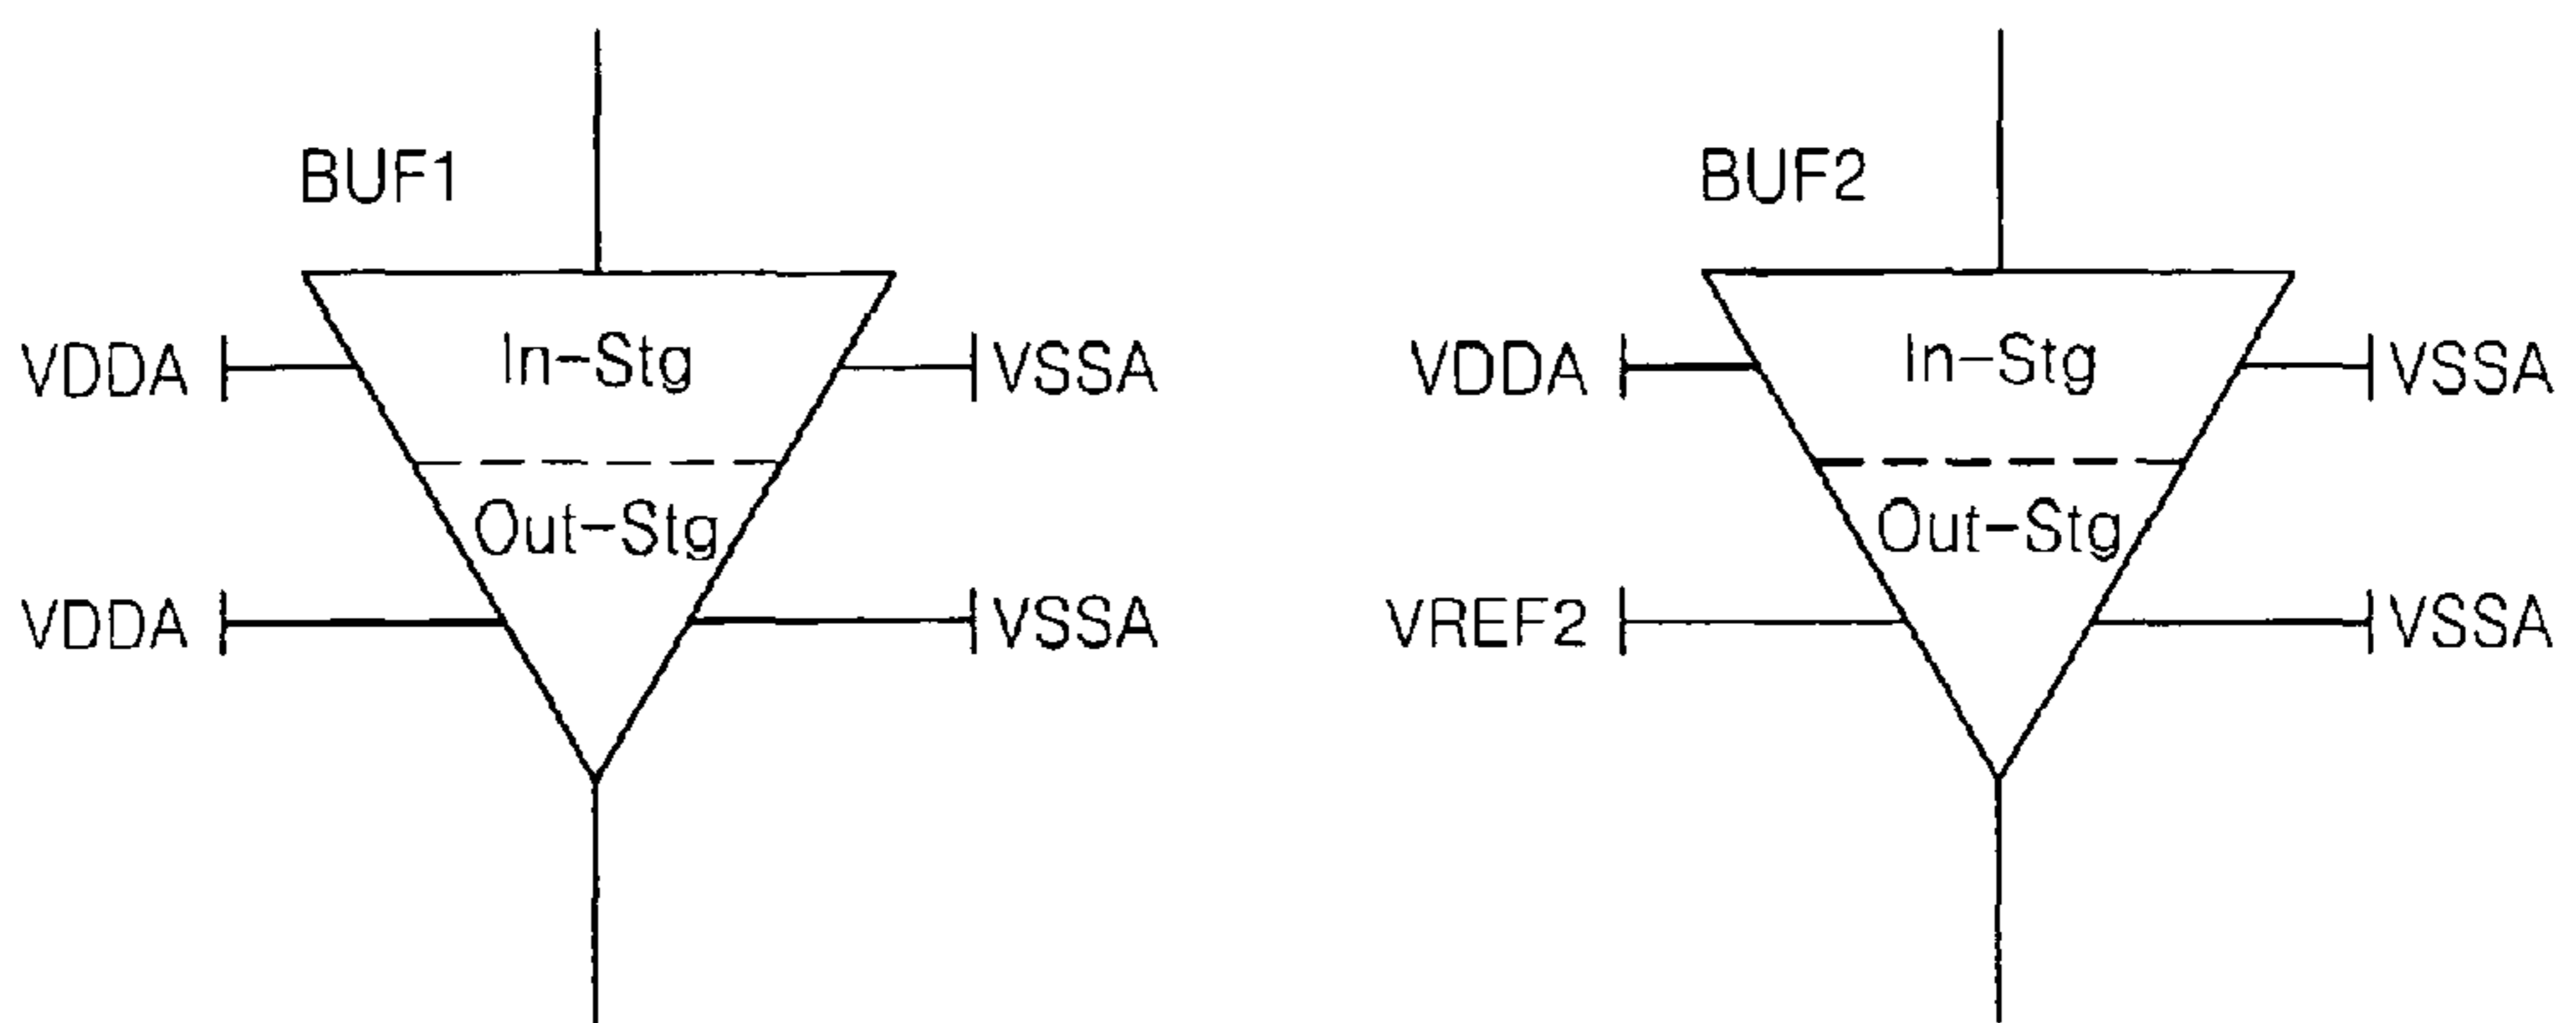 BUF1
BUF2
VDDA
In-Stg
VSSA
VDDA
In-Stg
VSSA
Out-Stg
Out-Stg
VDDA
VSSA
VREF2
VSSA